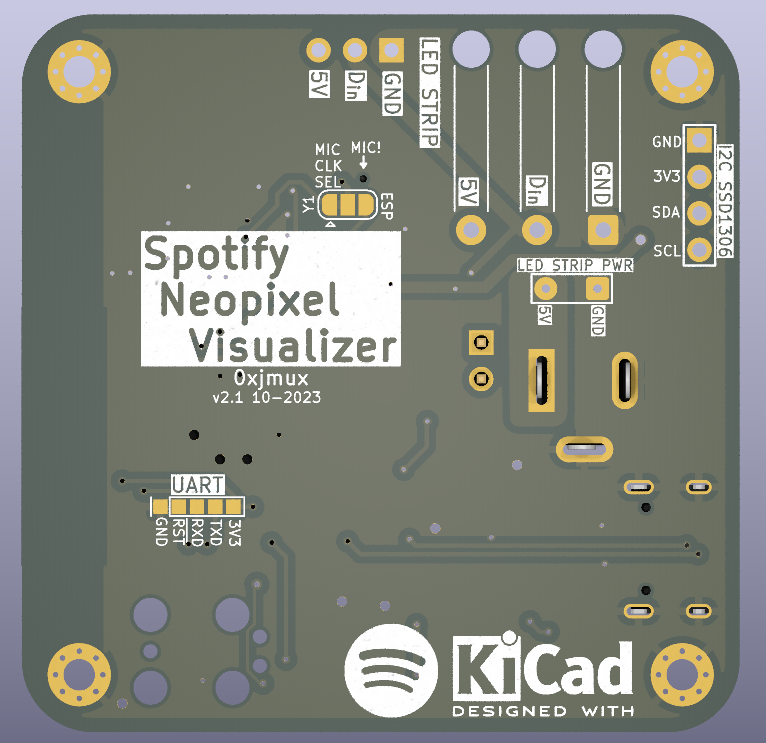 5V
Din
GND
LED STRIP
5V
Din
GND
GND
3V3
SDA
SCL
I2C SSD1306
MIC
CLK
SEL
MIC!
Y1
ESP
LED STRIP PWR
5V
GND
Spotify
Neopixel
Visualizer
0xjmux
v2.1 10-2023
UART
GND
RST
RXD
TXD
3V3
KiCad
DESIGNED WITH